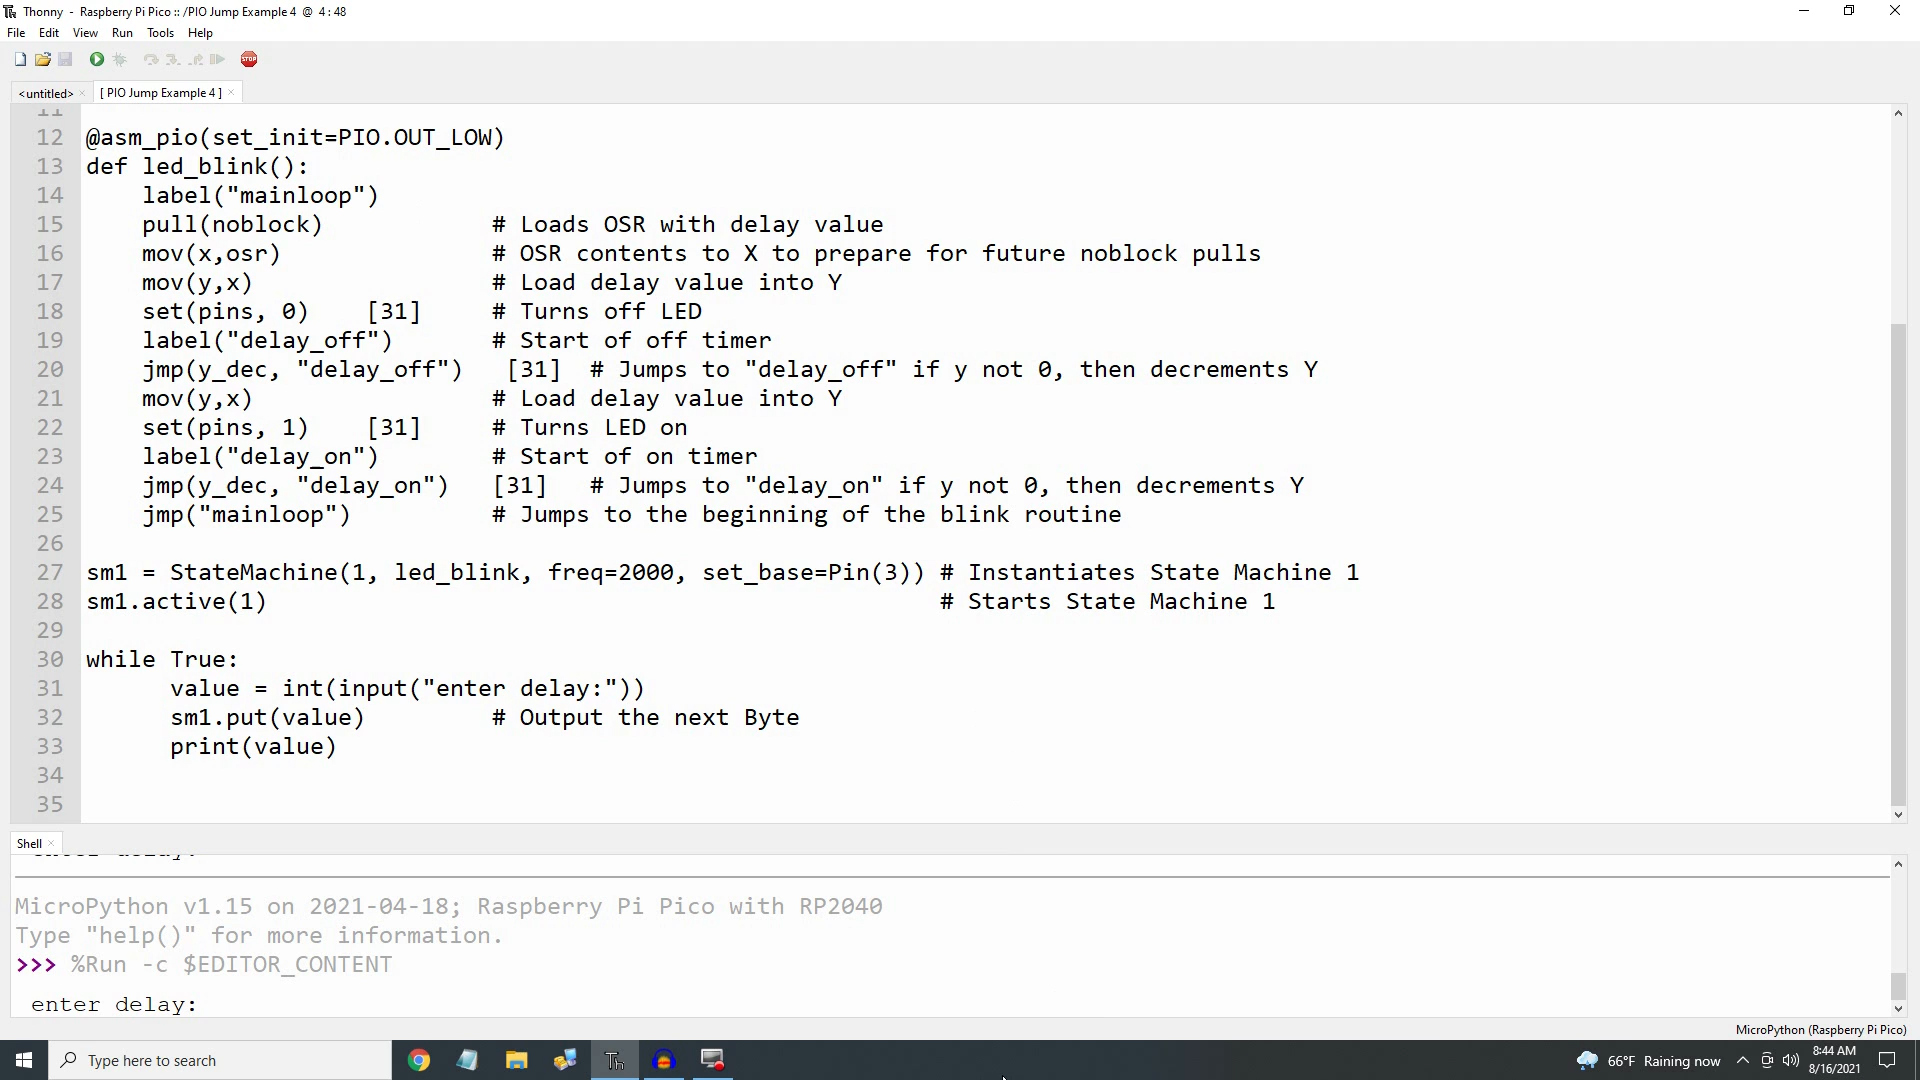 Thonny - Raspberry Pi Pico :: /PIO Jump Example 4 @ 4 : 48
File Edit View Run Tools Help
STOP
<untitled> × [ PIO Jump Example 4 ] ×
11
12 @asm_pio(set_init=PIO.OUT_LOW)
13 def led_blink():
14 label("mainloop")
15 pull(noblock) # Loads OSR with delay value
16 mov(x,osr) # OSR contents to X to prepare for future noblock pulls
17 mov(y,x) # Load delay value into Y
18 set(pins, 0) [31] # Turns off LED
19 label("delay_off") # Start of off timer
20 jmp(y_dec, "delay_off") [31] # Jumps to "delay_off" if y not 0, then decrements Y
21 mov(y,x) # Load delay value into Y
22 set(pins, 1) [31] # Turns LED on
23 label("delay_on") # Start of on timer
24 jmp(y_dec, "delay_on") [31] # Jumps to "delay_on" if y not 0, then decrements Y
25 jmp("mainloop") # Jumps to the beginning of the blink routine
26
27 sm1 = StateMachine(1, led_blink, freq=2000, set_base=Pin(3)) # Instantiates State Machine 1
28 sm1.active(1) # Starts State Machine 1
29
30 while True:
31 value = int(input("enter delay:"))
32 sm1.put(value) # Output the next Byte
33 print(value)
34
35
Shell ×
enter delay:
MicroPython v1.15 on 2021-04-18; Raspberry Pi Pico with RP2040
Type "help()" for more information.
>>> %Run -c $EDITOR_CONTENT
enter delay:
MicroPython (Raspberry Pi Pico)
Type here to search
Th
66°F Raining now
8:44 AM
8/16/2021